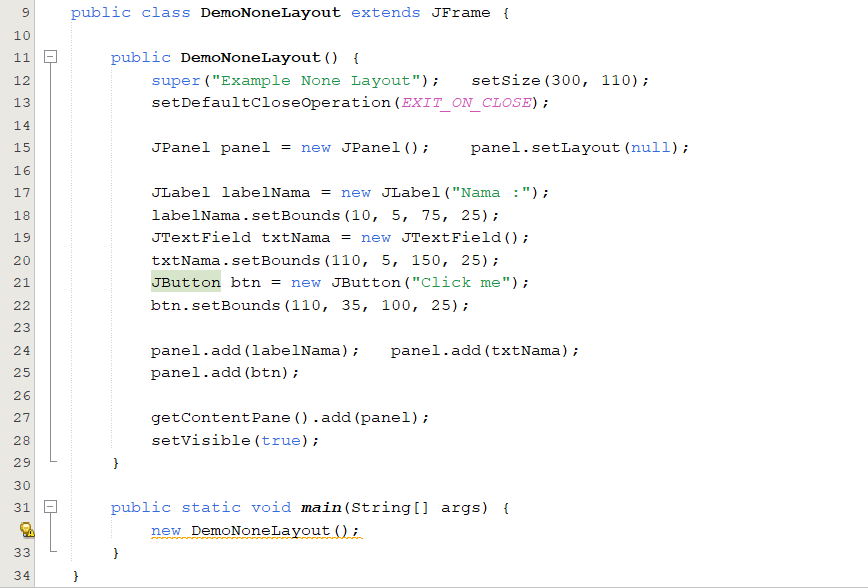 9 public class DemoNoneLayout extends JFrame {
10
11 public DemoNoneLayout() {
12 super("Example None Layout"); setSize(300, 110);
13 setDefaultCloseOperation(EXIT_ON_CLOSE);
14
15 JPanel panel = new JPanel(); panel.setLayout(null);
16
17 JLabel labelNama = new JLabel("Nama :");
18 labelNama.setBounds(10, 5, 75, 25);
19 JTextField txtNama = new JTextField();
20 txtNama.setBounds(110, 5, 150, 25);
21 JButton btn = new JButton("Click me");
22 btn.setBounds(110, 35, 100, 25);
23
24 panel.add(labelNama); panel.add(txtNama);
25 panel.add(btn);
26
27 getContentPane().add(panel);
28 setVisible(true);
29 }
30
31 public static void main(String[] args) {
new DemoNoneLayout();
33 }
34 }